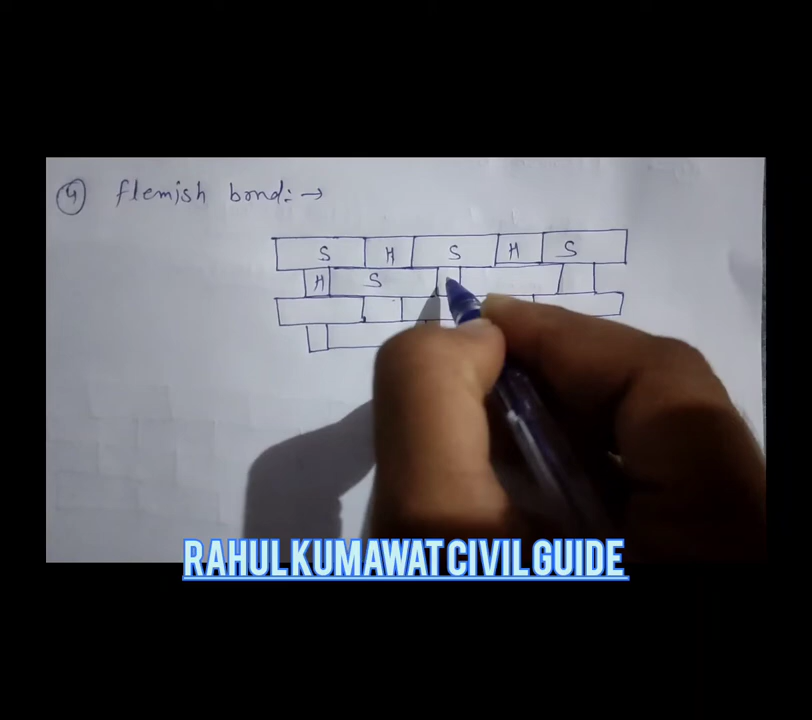 ④ flemish bond:- →
S H S H S
H S
RAHUL KUMAWAT CIVIL GUIDE